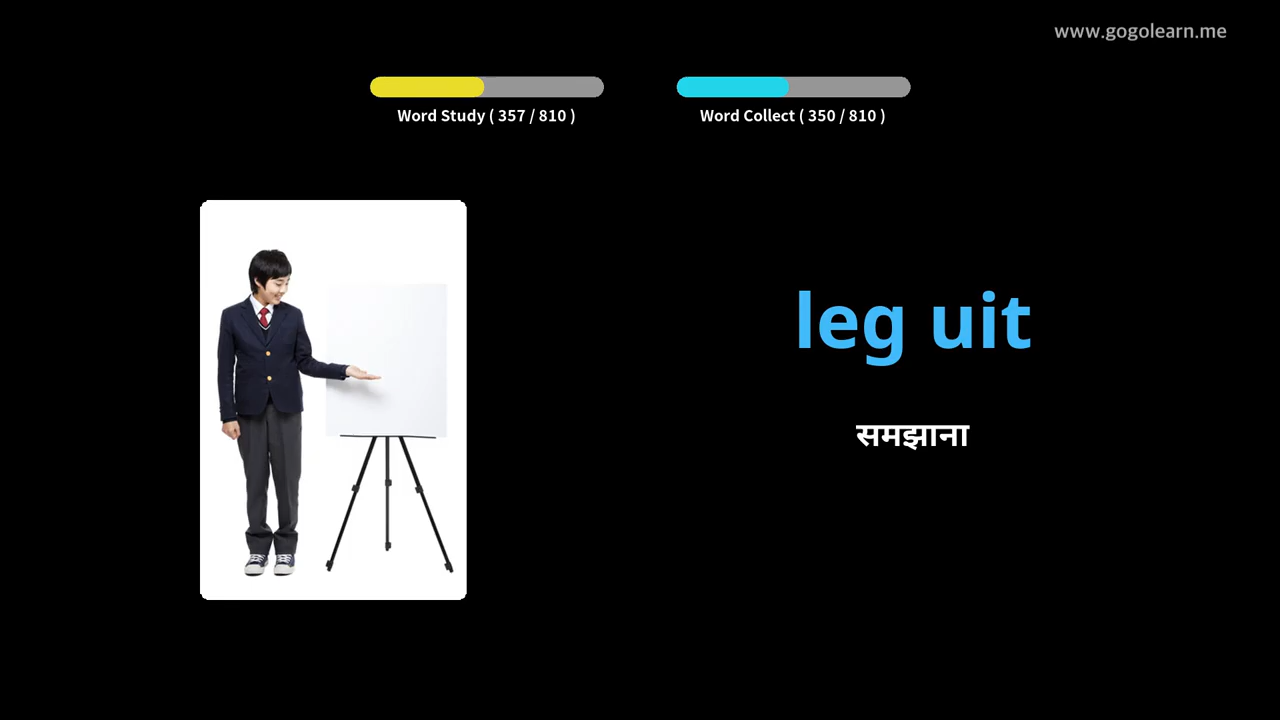 www.gogolearn.me
Word Study ( 357 / 810 )
Word Collect ( 350 / 810 )
leg uit
समझाना